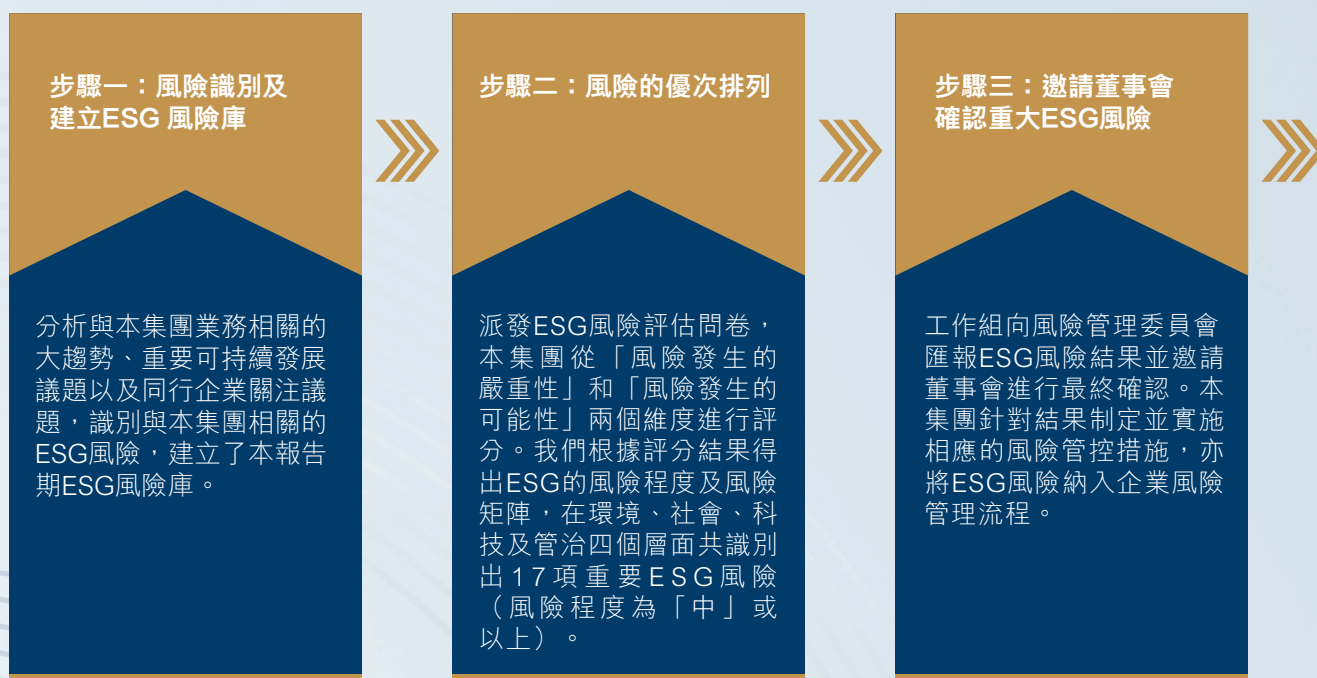 步驟一：風險識別及
建立ESG 風險庫
分析與本集團業務相關的
大趨勢、重要可持續發展
議題以及同行企業關注議
題，識別與本集團相關的
ESG風險，建立了本報告
期ESG風險庫。
步驟二：風險的優次排列
派發ESG風險評估問卷，
本集團從「風險發生的
嚴重性」和「風險發生的
可能性」兩個維度進行評
分。我們根據評分結果得
出ESG的風險程度及風險
矩陣，在環境、社會、科
技及管治四個層面共識別
出17項重要ESG風險
（風險程度為「中」或
以上）。
步驟三：邀請董事會
確認重大ESG風險
工作組向風險管理委員會
匯報ESG風險結果並邀請
董事會進行最終確認。本
集團針對結果制定並實施
相應的風險管控措施，亦
將ESG風險納入企業風險
管理流程。